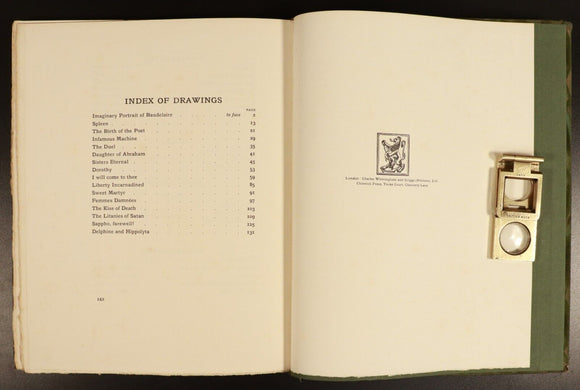 INDEX OF DRAWINGS
PAGE
Imaginary Portrait of Baudelaire to face 2
Spleen 13
The Birth of the Poet 21
Infamous Machine 29
The Duel 35
Daughter of Abraham 41
Sisters Eternal 45
Dorothy 53
I will come to thee 59
Liberty Incarnadined 85
Sweet Martyr 91
Femmes Damnées 97
The Kiss of Death 103
The Litanies of Satan 109
Sappho, farewell! 125
Delphine and Hippolyta 131
141
London: Charles Whittingham and Griggs (Printers), Ltd.
Chiswick Press, Tooks Court, Chancery Lane